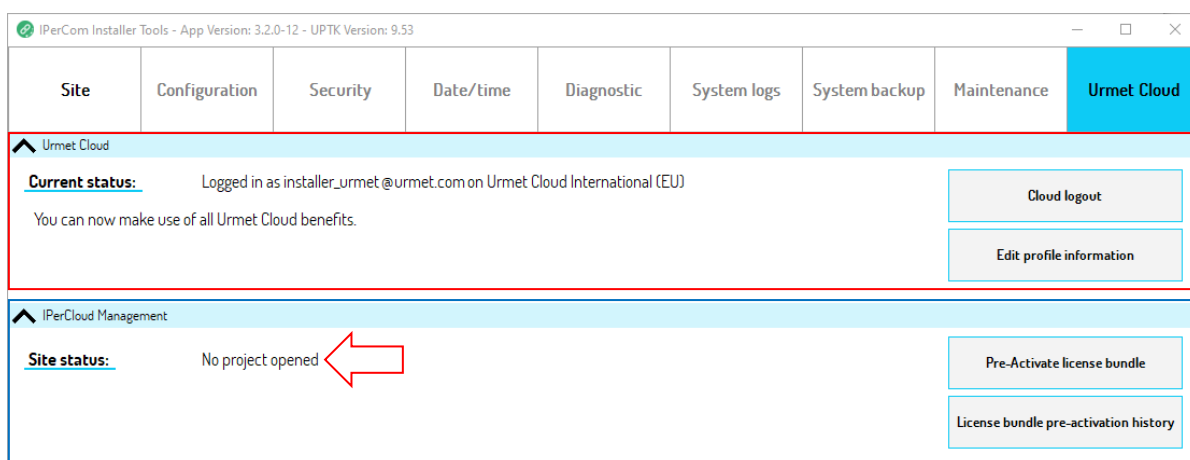 IPerCom Installer Tools - App Version: 3.2.0-12 - UPTK Version: 9.53
Site Configuration Security Date/time Diagnostic System logs System backup Maintenance Urmet Cloud
Urmet Cloud
Current status: Logged in as installer_urmet@urmet.com on Urmet Cloud International (EU)
Cloud logout
You can now make use of all Urmet Cloud benefits.
Edit profile information
IPerCloud Management
Site status: No project opened
Pre-Activate license bundle
License bundle pre-activation history